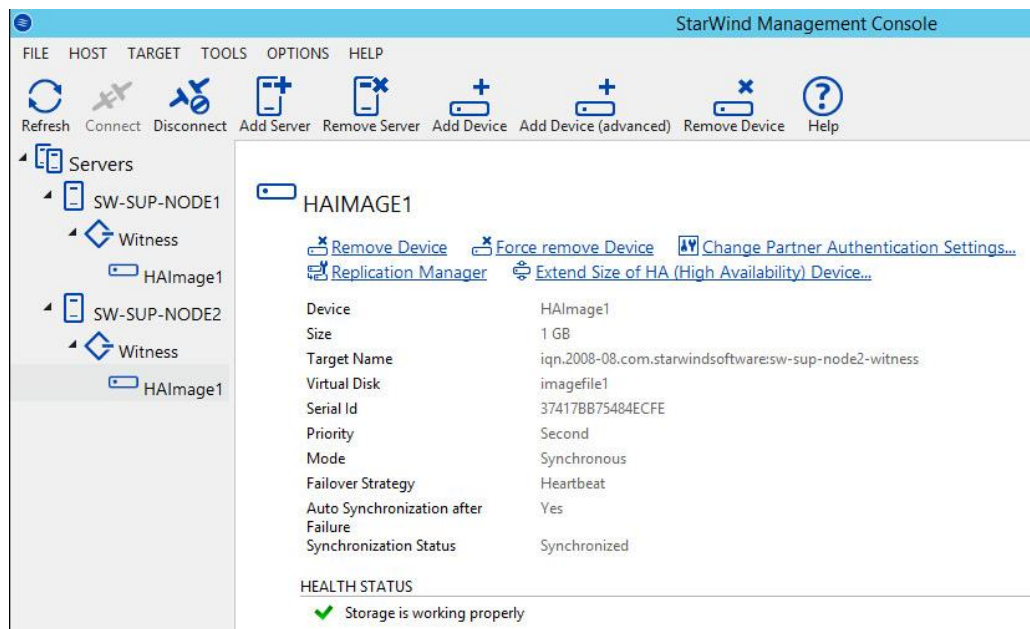 StarWind Management Console
FILE HOST TARGET TOOLS OPTIONS HELP
Refresh Connect Disconnect Add Server Remove Server Add Device Add Device (advanced) Remove Device Help
Servers
SW-SUP-NODE1
Witness
HAImage1
SW-SUP-NODE2
Witness
HAImage1
HAIMAGE1
Remove Device Force remove Device Change Partner Authentication Settings...
Replication Manager Extend Size of HA (High Availability) Device...
Device HAImage1
Size 1 GB
Target Name iqn.2008-08.com.starwindsoftware:sw-sup-node2-witness
Virtual Disk imagefile1
Serial Id 37417BB75484ECFE
Priority Second
Mode Synchronous
Failover Strategy Heartbeat
Auto Synchronization after Yes
Failure
Synchronization Status Synchronized
HEALTH STATUS
Storage is working properly